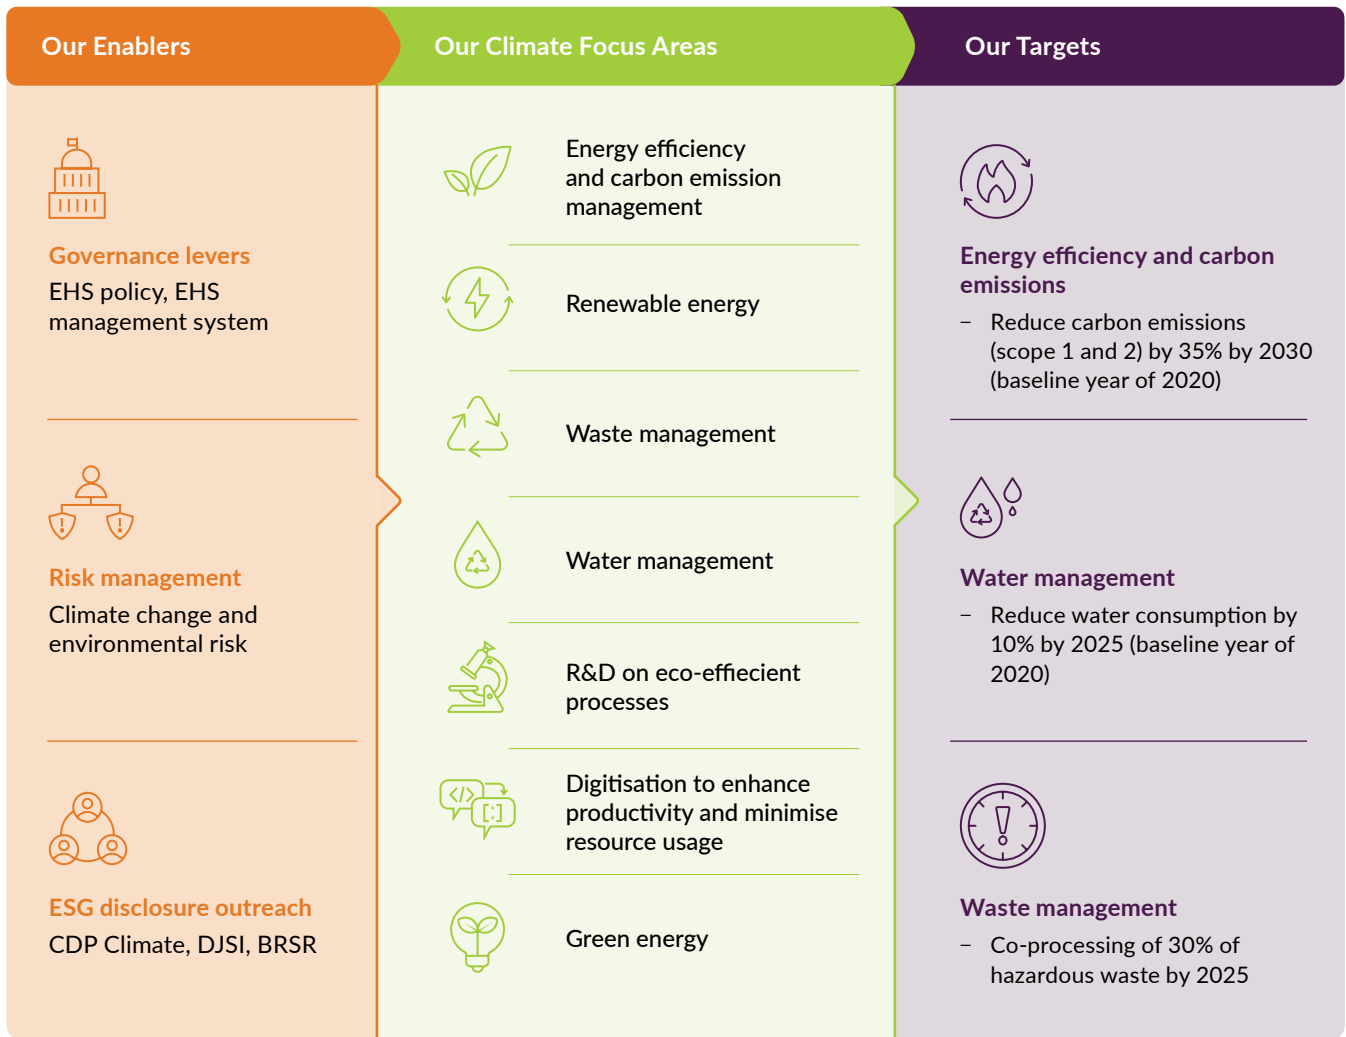 Our Enablers
Our Climate Focus Areas
Our Targets
Governance levers
EHS policy, EHS
management system
Risk management
Climate change and
environmental risk
ESG disclosure outreach
CDP Climate, DJSI, BRSR
Energy efficiency
and carbon emission
management
Renewable energy
Waste management
Water management
R&D on eco-effiecient
processes
</>
[:]
Digitisation to enhance
productivity and minimise
resource usage
Green energy
Energy efficiency and carbon
emissions
– Reduce carbon emissions
(scope 1 and 2) by 35% by 2030
(baseline year of 2020)
Water management
– Reduce water consumption by
10% by 2025 (baseline year of
2020)
Waste management
– Co-processing of 30% of
hazardous waste by 2025